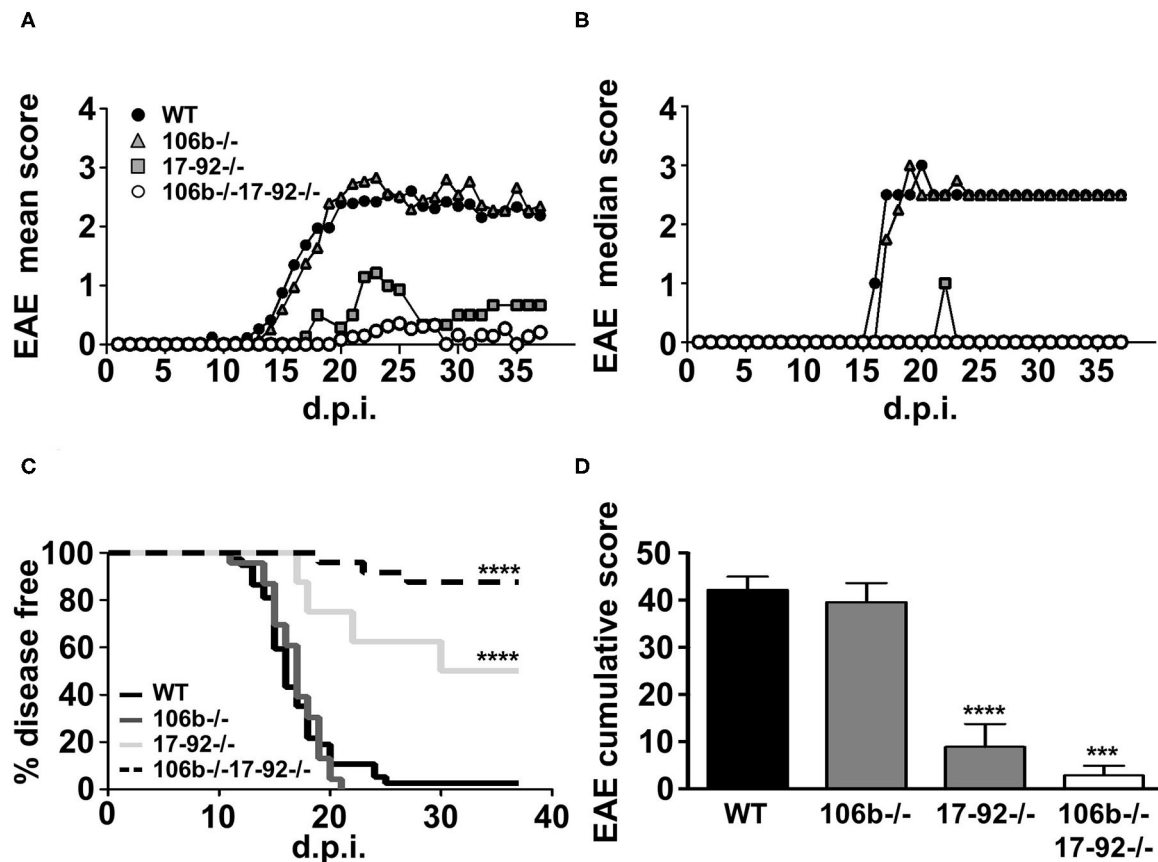 A
EAE mean score
4
3
2
1
0
WT
106b-/-
17-92-/-
106b-/-17-92-/-
0 5 10 15 20 25 30 35
d.p.i.
B
EAE median score
4
3
2
1
0
0 5 10 15 20 25 30 35
d.p.i.
C
% disease free
100
80
60
40
20
0
****
****
WT
106b-/-
17-92-/-
106b-/-17-92-/-
0 10 20 30 40
d.p.i.
D
EAE cumulative score
50
40
30
20
10
0
****
***
WT 106b-/- 17-92-/- 106b-/-
17-92-/-